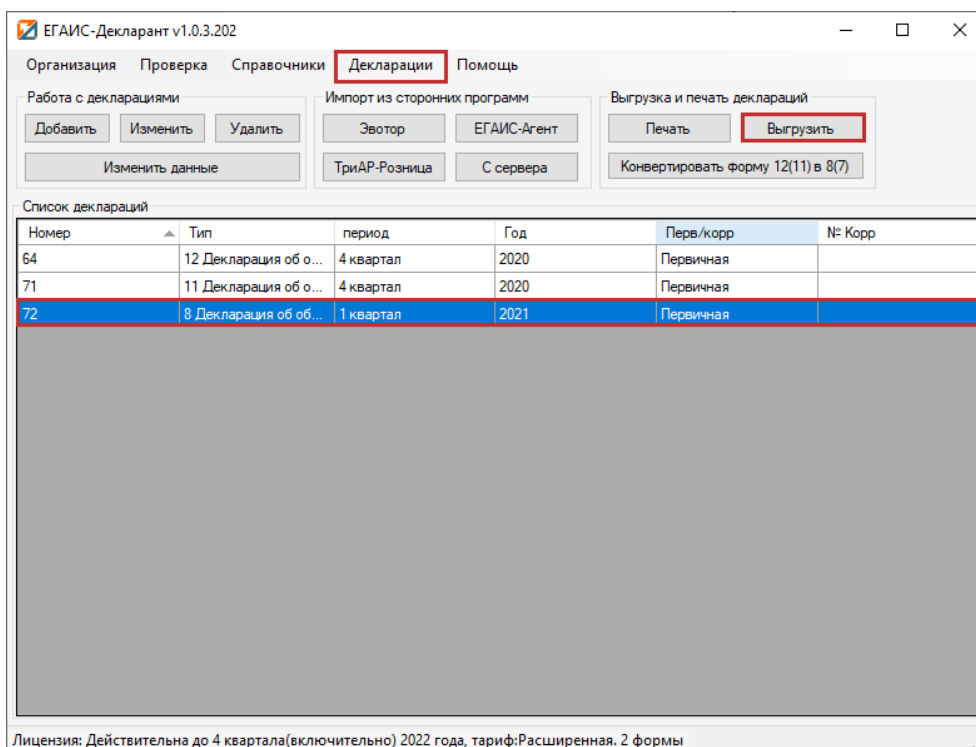 ЕГАИС-Декларант v1.0.3.202
Организация Проверка Справочники Декларации Помощь
Работа с декларациями Импорт из сторонних программ Выгрузка и печать деклараций
Добавить Изменить Удалить Эвотор ЕГАИС-Агент Печать Выгрузить
Изменить данные ТриАР-Розница С сервера Конвертировать форму 12(11) в 8(7)
Список деклараций
Номер Тип период Год Перв/корр № Корр
64 12 Декларация об о... 4 квартал 2020 Первичная
71 11 Декларация об о... 4 квартал 2020 Первичная
72 8 Декларация об об... 1 квартал 2021 Первичная
Лицензия: Действительна до 4 квартала(включительно) 2022 года, тариф:Расширенная. 2 формы